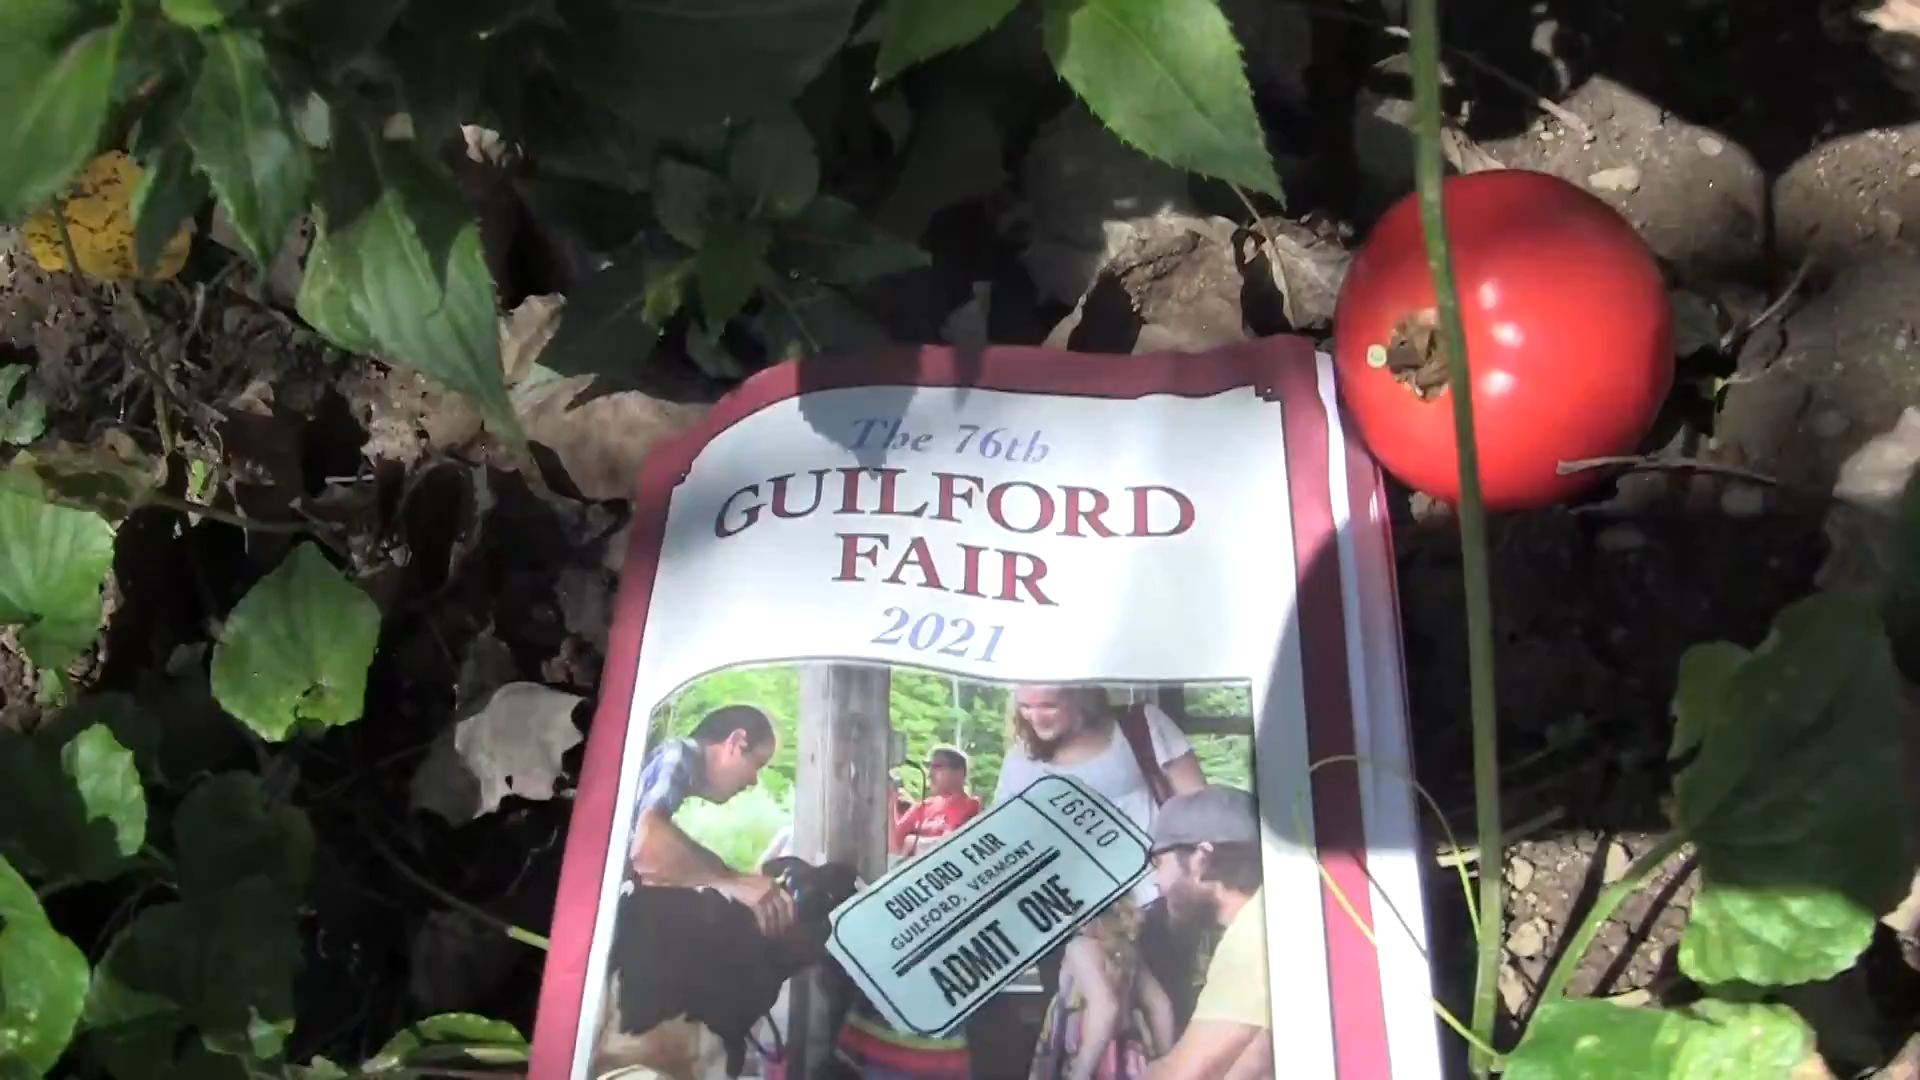 The 76th
GUILFORD
FAIR
2021
GUILFORD FAIR
GUILFORD, VERMONT
ADMIT ONE
01397